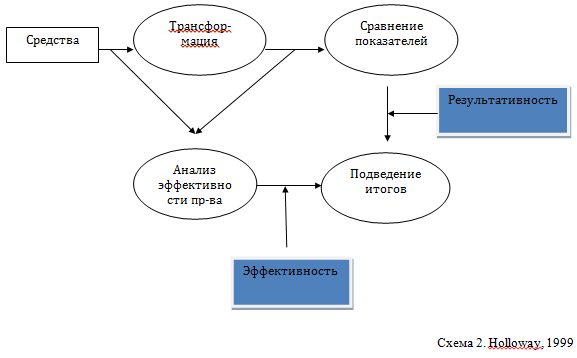 Средства
Трансфор-
мация
Сравнение
показателей
Результативность
Анализ
эффективно
сти пр-ва
Подведение
итогов
Эффективность
Схема 2. Holloway, 1999